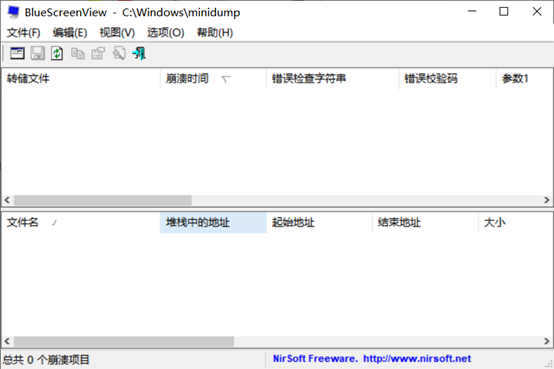 BlueScreenView - C:\Windows\minidump
文件(F) 编辑(E) 视图(V) 选项(O) 帮助(H)
转储文件 崩溃时间 错误检查字符串 错误校验码 参数1
文件名 堆栈中的地址 起始地址 结束地址 大小
总共 0 个崩溃项目 NirSoft Freeware. http://www.nirsoft.net